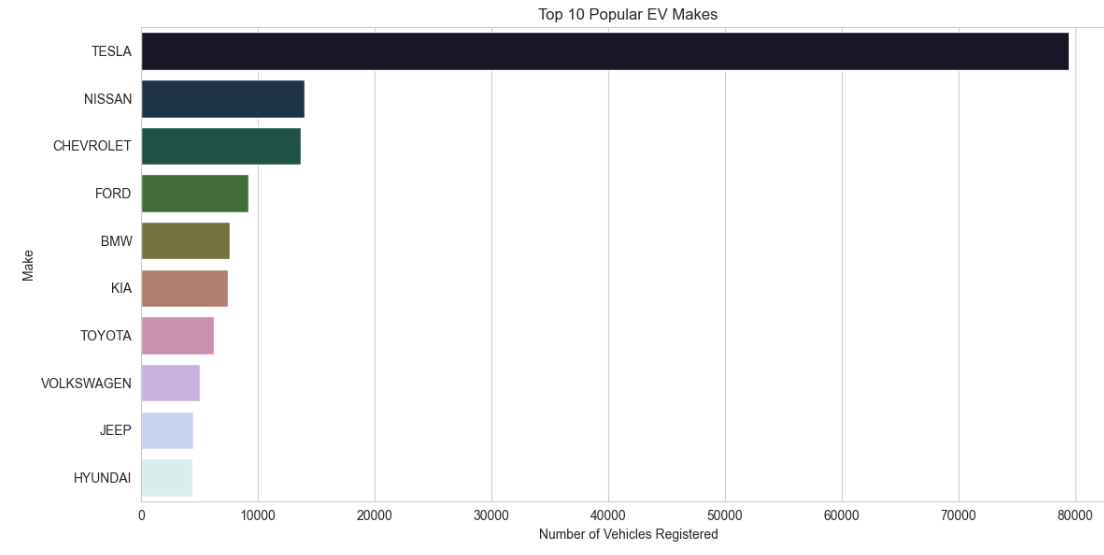 Top 10 Popular EV Makes
TESLA
NISSAN
CHEVROLET
FORD
BMW
KIA
TOYOTA
VOLKSWAGEN
JEEP
HYUNDAI
Make
0 10000 20000 30000 40000 50000 60000 70000 80000
Number of Vehicles Registered